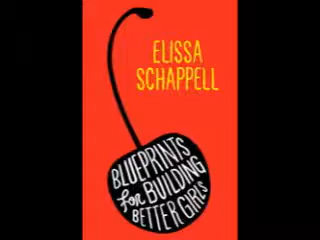 ELISSA
SCHAPPELL
BLUEPRINTS
for BUILDING
BETTER GIRLS